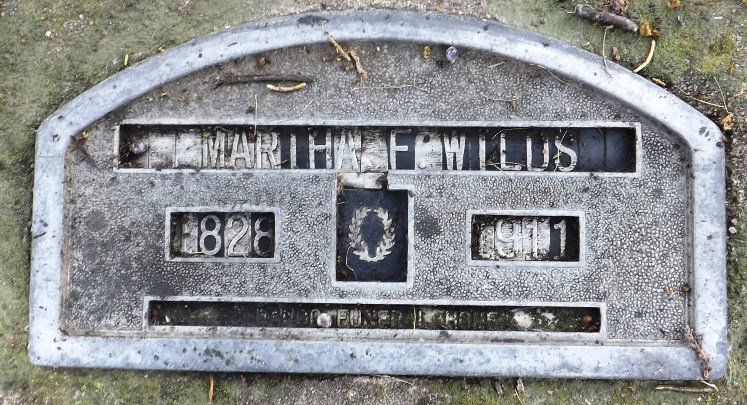 MARTHA F. WILDS
1828 1911
FUNERAL HOME